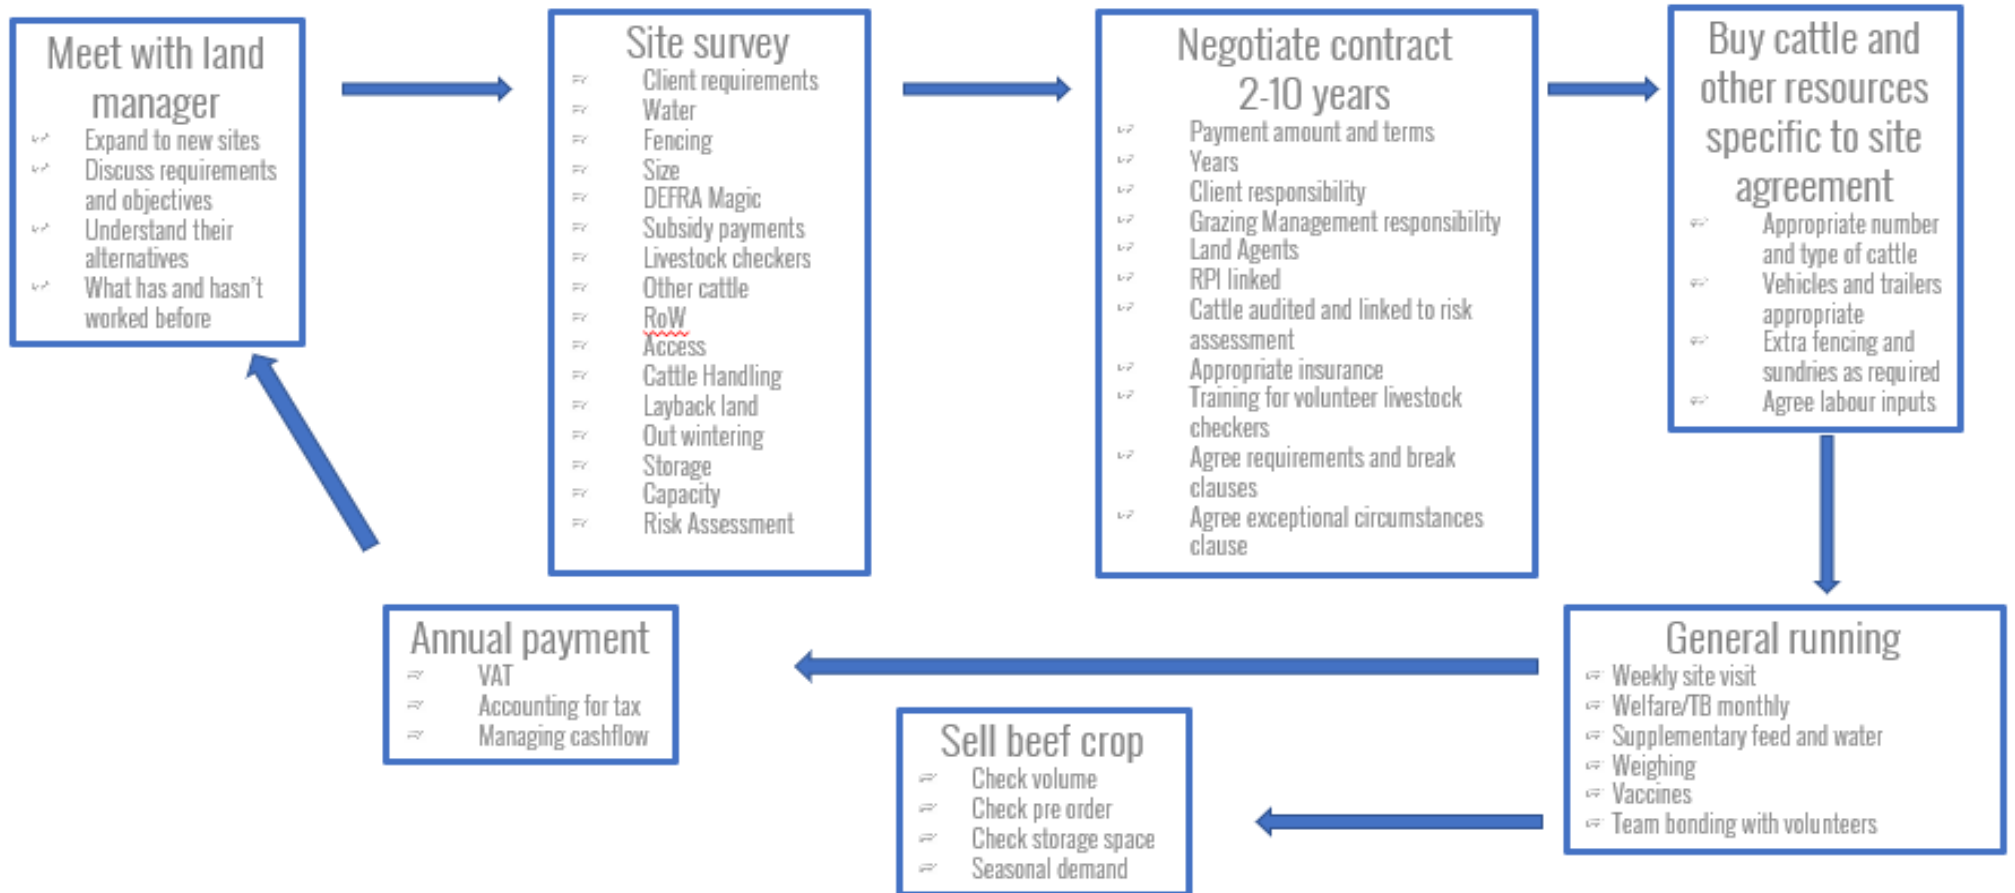 Meet with land
manager
Expand to new sites
Discuss requirements
and objectives
Understand their
alternatives
What has and hasn't
worked before
Site survey
Client requirements
Water
Fencing
Size
DEFRA Magic
Subsidy payments
Livestock checkers
Other cattle
RoW
Access
Cattle Handling
Layback land
Out wintering
Storage
Capacity
Risk Assessment
Negotiate contract
2-10 years
Payment amount and terms
Years
Client responsibility
Grazing Management responsibility
Land Agents
RPI linked
Cattle audited and linked to risk
assessment
Appropriate insurance
Training for volunteer livestock
checkers
Agree requirements and break
clauses
Agree exceptional circumstances
clause
Buy cattle and
other resources
specific to site
agreement
Appropriate number
and type of cattle
Vehicles and trailers
appropriate
Extra fencing and
sundries as required
Agree labour inputs
General running
Weekly site visit
Welfare/TB monthly
Supplementary feed and water
Weighing
Vaccines
Team bonding with volunteers
Sell beef crop
Check volume
Check pre order
Check storage space
Seasonal demand
Annual payment
VAT
Accounting for tax
Managing cashflow